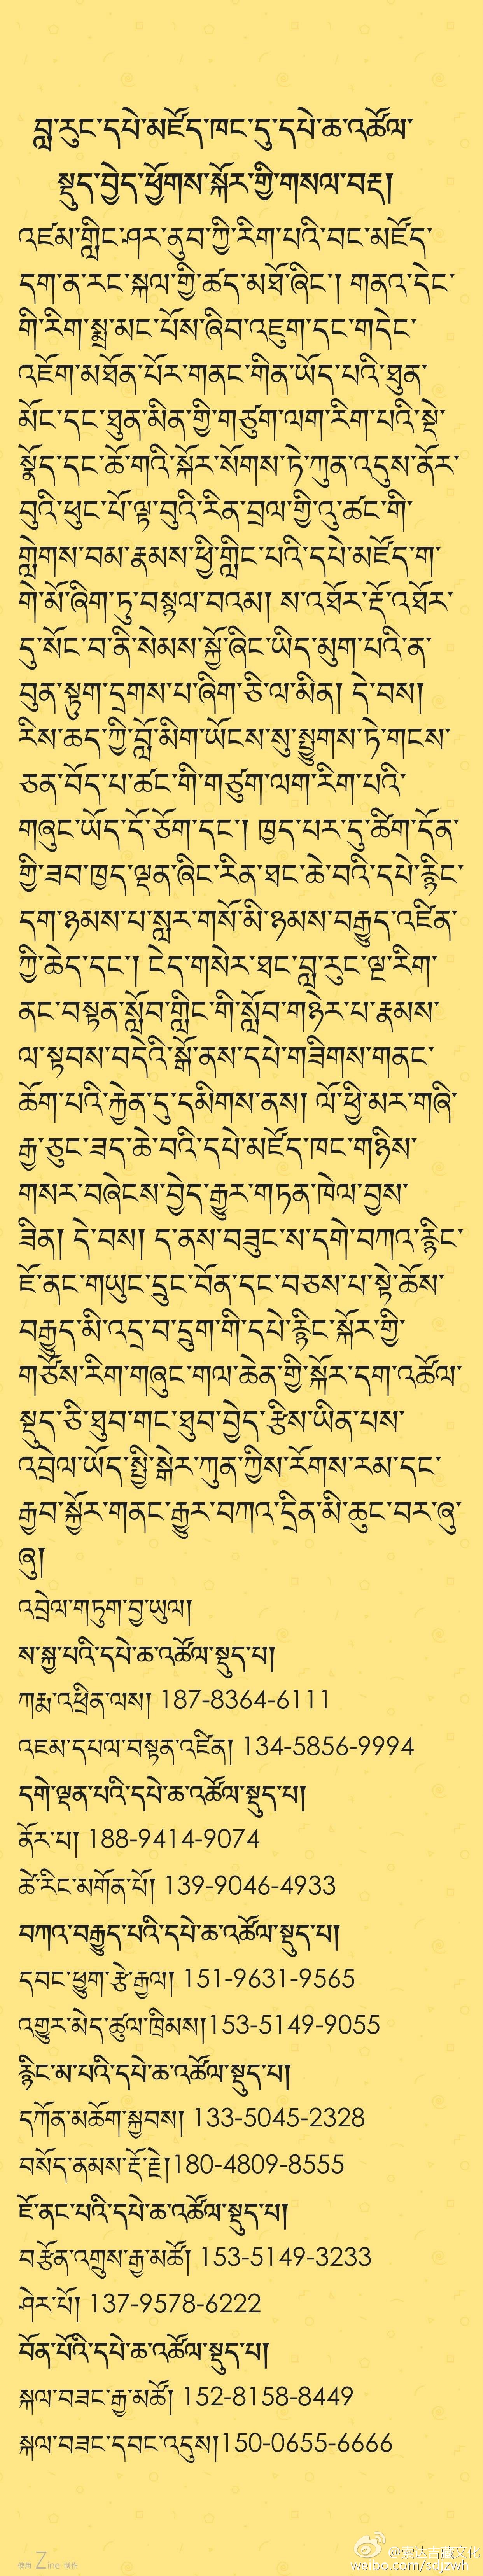 བླ་རུང་དཔེ་མཛོད་ཁང་དུ་དཔེ་ཆ་འཚོལ་
སྡུད་བྱེད་ཕྱོགས་སྐོར་གྱི་གསལ་བརྡ།
འཛམ་གླིང་ཤར་ནུབ་ཀྱི་རིག་པའི་བང་མཛོད་
དག་ན་རང་སྐལ་གྱི་ཚད་མཐོ་ཞིང་། གནའ་དེང་
གི་རིག་སྨྲ་མང་པོས་ཞིབ་འཇུག་དང་གདེང་
འཇོག་མཐོན་པོར་གནང་གིན་ཡོད་པའི་ཐུན་
མོང་དང་ཐུན་མིན་གྱི་གཙུག་ལག་རིག་པའི་སྡེ་
སྣོད་དང་ཆོ་གའི་སྐོར་སོགས་ཏེ་ཀུན་འདུས་ནོར་
བུའི་ཕུང་པོ་ལྟ་བུའི་རིན་བྲལ་གྱི་འུ་ཚང་གི་
གླེགས་བམ་རྣམས་ཕྱི་གླིང་པའི་དཔེ་མཛོད་ག་
གེ་མོ་ཞིག་ཏུ་བསྙལ་བའམ། ས་འཐོར་རྡོ་འཐོར་
དུ་སོང་བ་ནི་སེམས་སྐྱོ་ཞིང་ཡིད་མུག་པའི་ན་
བུན་སྟུག་དྲགས་པ་ཞིག་ཅི་ལ་མིན། དེ་བས།
རིས་ཆད་ཀྱི་བློ་མིག་ཡོངས་སུ་སྤྱུགས་ཏེ་གངས་
ཅན་བོད་པ་ཚང་གི་གཙུག་ལག་རིག་པའི་
གཞུང་ཡོད་དོ་ཅོག་དང་། ཁྱད་པར་དུ་ཚིག་དོན་
གྱི་ཟབ་ཁྱད་ལྡན་ཞིང་རིན་ཐང་ཆེ་བའི་དཔེ་རྙིང་
དག་ཉམས་པ་སླར་གསོ་མི་ཉམས་བརྒྱུད་འཛིན་
ཀྱི་ཆེད་དང་། ངེད་གསེར་ཐང་བླ་རུང་ལྔ་རིག་
ནང་བསྟན་སློབ་གླིང་གི་སློབ་གཉེར་པ་རྣམས་
ལ་སྟབས་བདེའི་སྒོ་ནས་དཔེ་གཟིགས་གནང་
ཆོག་པའི་རྐྱེན་དུ་དམིགས་ནས། ལོ་ཕྱི་མར་གཞི་
རྒྱ་ཅུང་ཟད་ཆེ་བའི་དཔེ་མཛོད་ཁང་གཉིས་
གསར་བཞེངས་བྱེད་རྒྱུར་གཏན་ཁེལ་བྱས་
ཟིན། དེ་བས། ད་ནས་བཟུང་ས་དགེ་བཀའ་རྙིང་
ཇོ་ནང་གཡུང་དྲུང་བོན་དང་བཅས་པ་སྟེ་ཆོས་
བརྒྱུད་མི་འདྲ་བ་དྲུག་གི་དཔེ་རྙིང་སྐོར་གྱི་
གཙོས་རིག་གཞུང་གལ་ཆེན་གྱི་སྐོར་དག་འཚོལ་
སྡུད་ཅི་ཐུབ་གང་ཐུབ་བྱེད་རྩིས་ཡིན་པས་
འབྲེལ་ཡོད་སྤྱི་སྒེར་ཀུན་ཀྱིས་རོགས་རམ་དང་
རྒྱབ་སྐྱོར་གནང་རྒྱུར་བཀའ་དྲིན་མི་ཆུང་བར་ཞུ་
ཞུ།
འབྲེལ་གཏུག་བྱ་ཡུལ།
ས་སྐྱ་པའི་དཔེ་ཆ་འཚོལ་སྡུད་པ།
ཀརྨ་འཕྲིན་ལས། 187-8364-6111
འཇམ་དཔལ་བསྟན་འཛིན། 134-5856-9994
དགེ་ལྡན་པའི་དཔེ་ཆ་འཚོལ་སྡུད་པ།
ནོར་པ། 188-9414-9074
ཚེ་རིང་མགོན་པོ། 139-9046-4933
བཀའ་བརྒྱུད་པའི་དཔེ་ཆ་འཚོལ་སྡུད་པ།
དབང་ཕྱུག་རྩེ་རྒྱལ། 151-9631-9565
འགྱུར་མེད་ཚུལ་ཁྲིམས།153-5149-9055
རྙིང་མ་པའི་དཔེ་ཆ་འཚོལ་སྡུད་པ།
དཀོན་མཆོག་སྐྱབས། 133-5045-2328
བསོད་ནམས་རྡོ་རྗེ།180-4809-8555
ཇོ་ནང་པའི་དཔེ་ཆ་འཚོལ་སྡུད་པ།
བརྩོན་འགྲུས་རྒྱ་མཚོ། 153-5149-3233
ཤེར་པོ། 137-9578-6222
བོན་པོའི་དཔེ་ཆ་འཚོལ་སྡུད་པ།
སྐལ་བཟང་རྒྱ་མཚོ། 152-8158-8449
སྐལ་བཟང་དབང་འདུས།150-0655-6666
使用 Zine 制作
@索达吉藏文化
weibo.com/sdjzwh